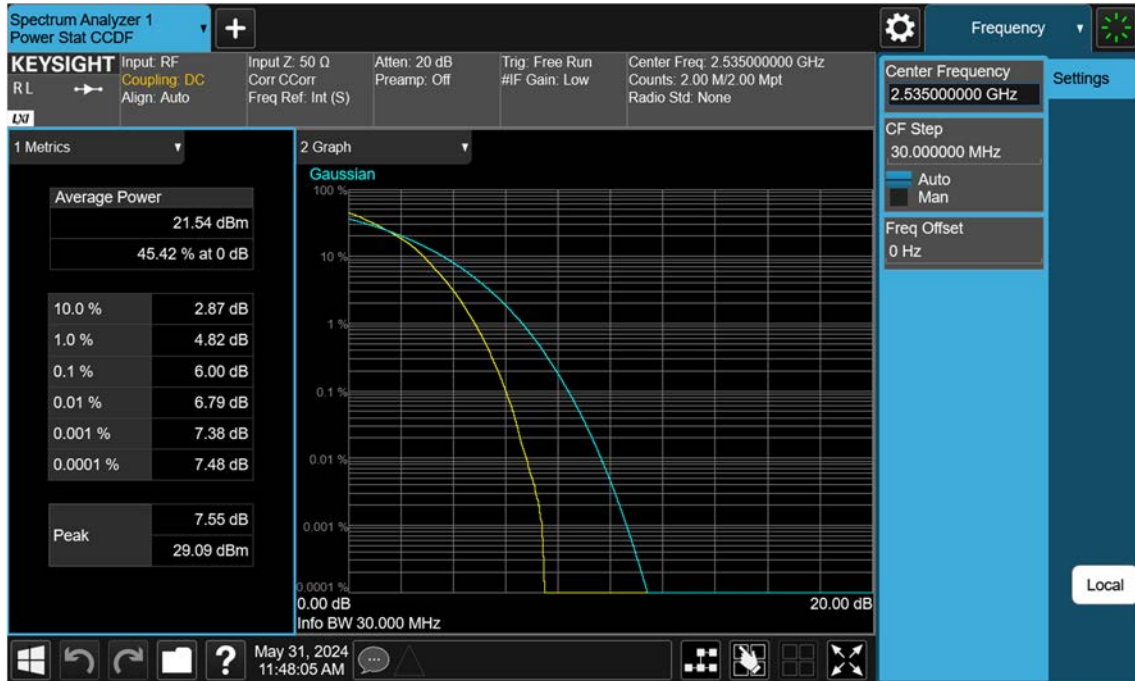 Spectrum Analyzer 1
Power Stat CCDF
+
Frequency
KEYSIGHT
R L
LXI
Input: RF
Coupling: DC
Align: Auto
Input Z: 50 Ω
Corr CCorr
Freq Ref: Int (S)
Atten: 20 dB
Preamp: Off
Trig: Free Run
#IF Gain: Low
Center Freq: 2.535000000 GHz
Counts: 2.00 M/2.00 Mpt
Radio Std: None
Center Frequency
2.535000000 GHz
Settings
CF Step
30.000000 MHz
Auto
Man
Freq Offset
0 Hz
Local
1 Metrics
Average Power
21.54 dBm
45.42 % at 0 dB
10.0 % 2.87 dB
1.0 % 4.82 dB
0.1 % 6.00 dB
0.01 % 6.79 dB
0.001 % 7.38 dB
0.0001 % 7.48 dB
Peak
7.55 dB
29.09 dBm
2 Graph
Gaussian
100 %
10 %
1 %
0.1 %
0.01 %
0.001 %
0.0001 %
0.00 dB 20.00 dB
Info BW 30.000 MHz
?
May 31, 2024
11:48:05 AM